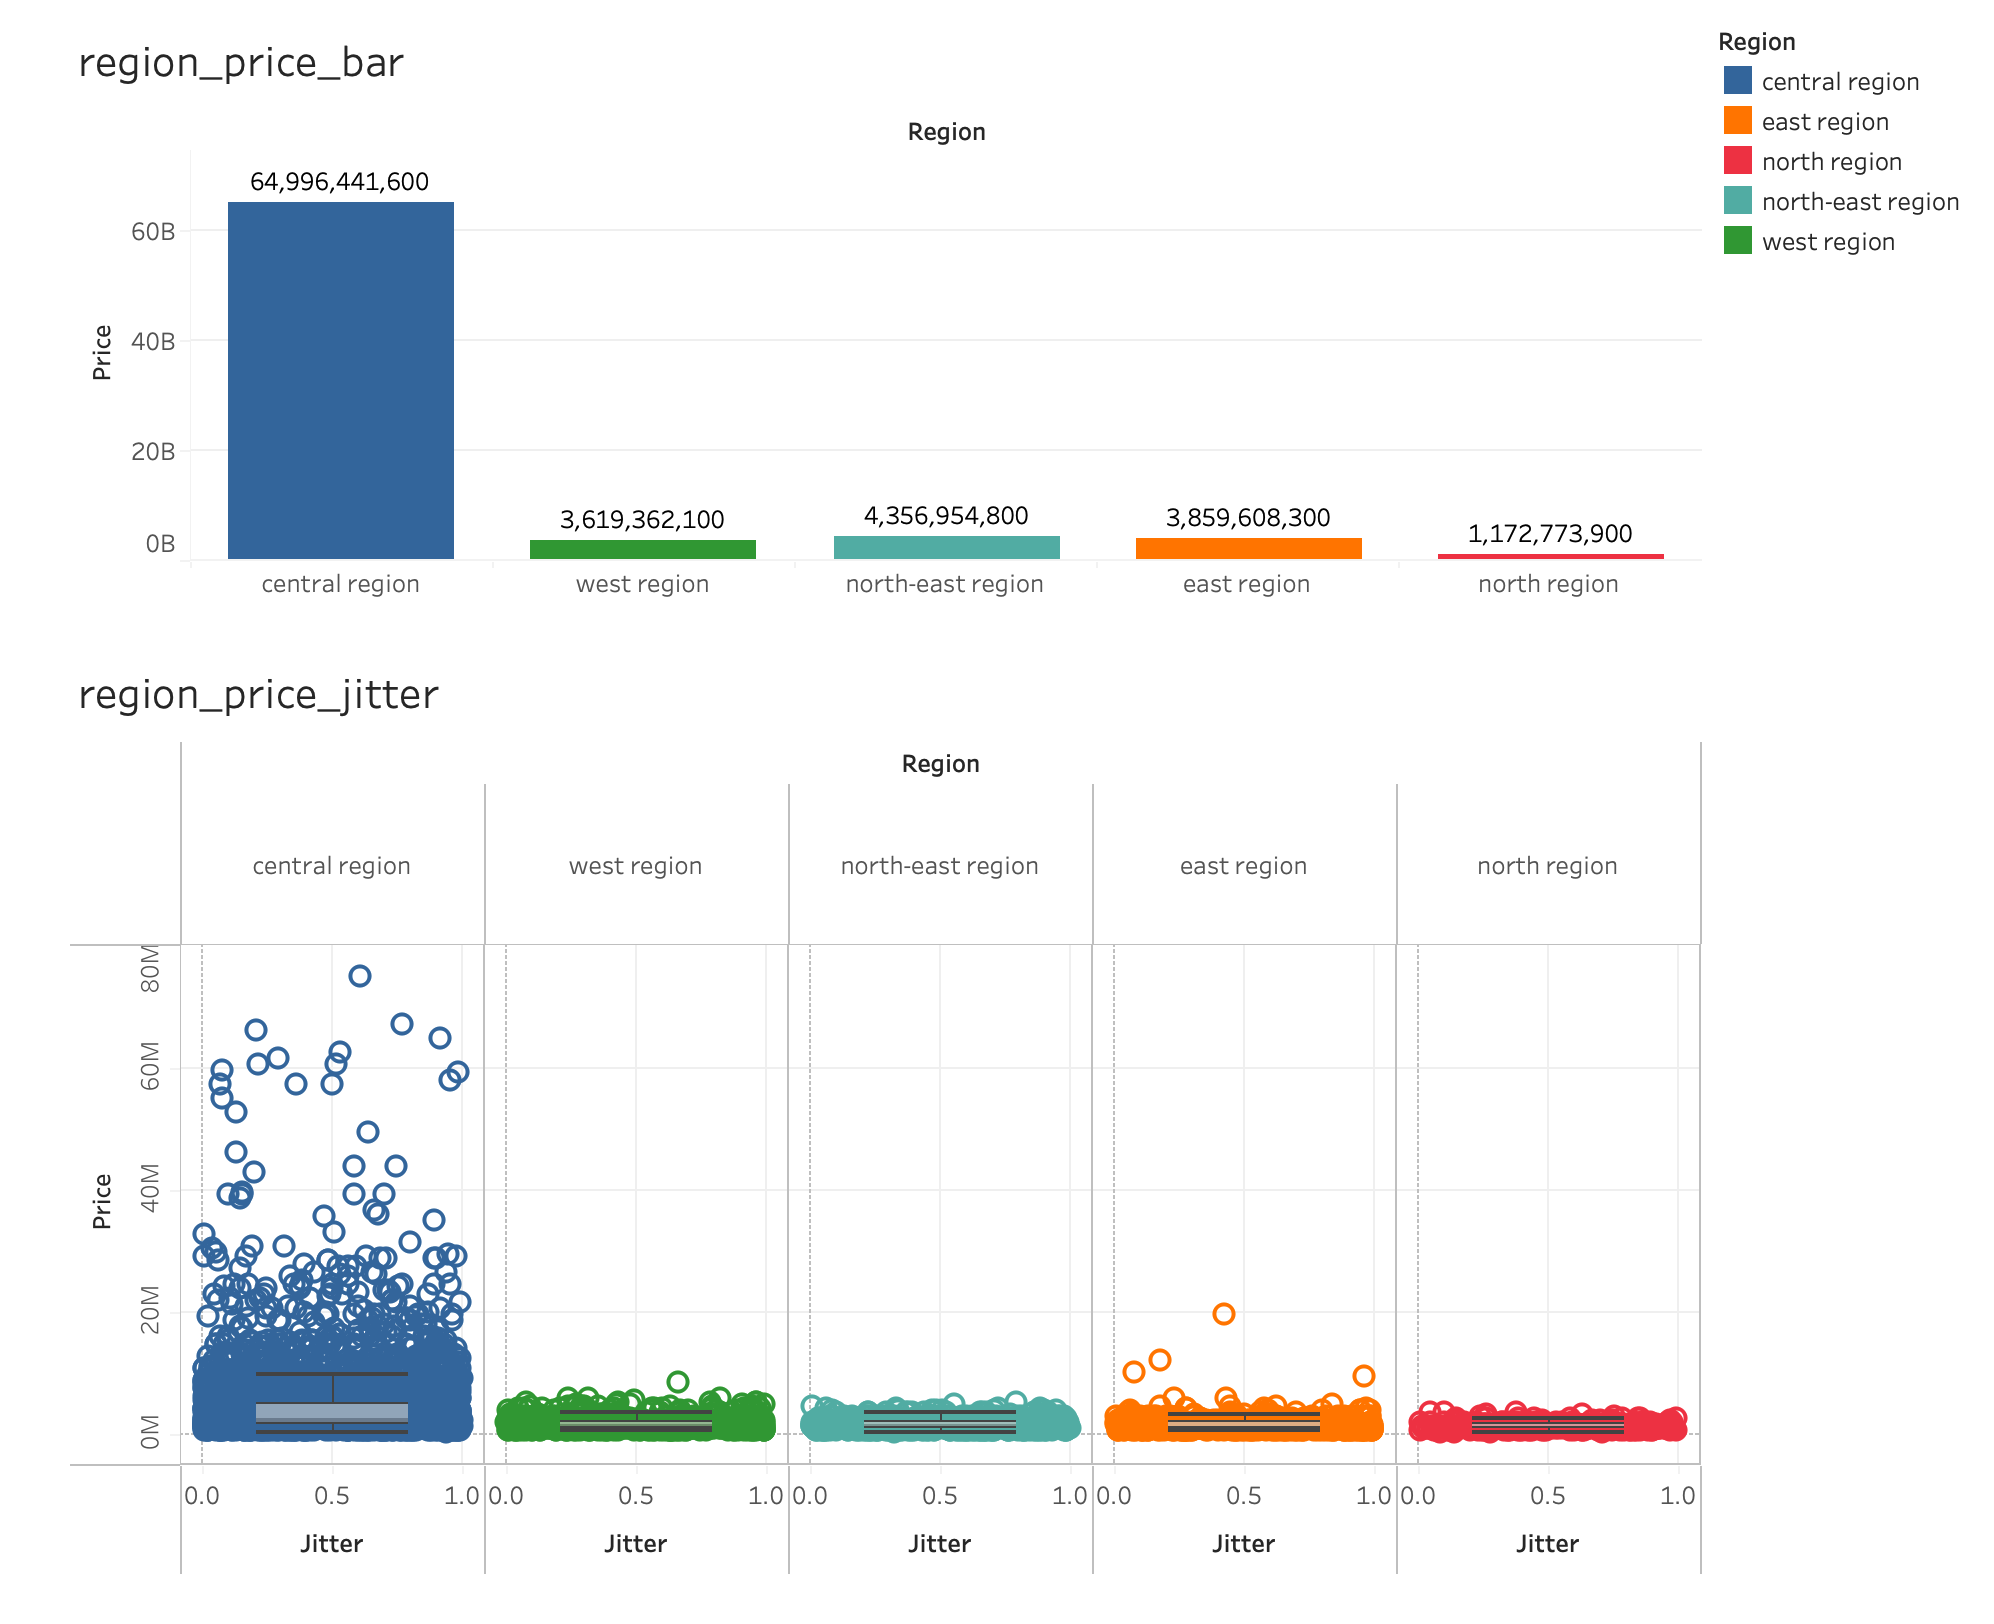 region_price_bar
Region
central region
east region
north region
north-east region
west region
Region
64,996,441,600
3,619,362,100
4,356,954,800
3,859,608,300
1,172,773,900
60B
40B
20B
0B
Price
central region
west region
north-east region
east region
north region
region_price_jitter
Region
central region
west region
north-east region
east region
north region
80M
60M
40M
20M
0M
Price
0.0 0.5 1.0 0.0 0.5 1.0 0.0 0.5 1.0 0.0 0.5 1.0 0.0 0.5 1.0
Jitter Jitter Jitter Jitter Jitter